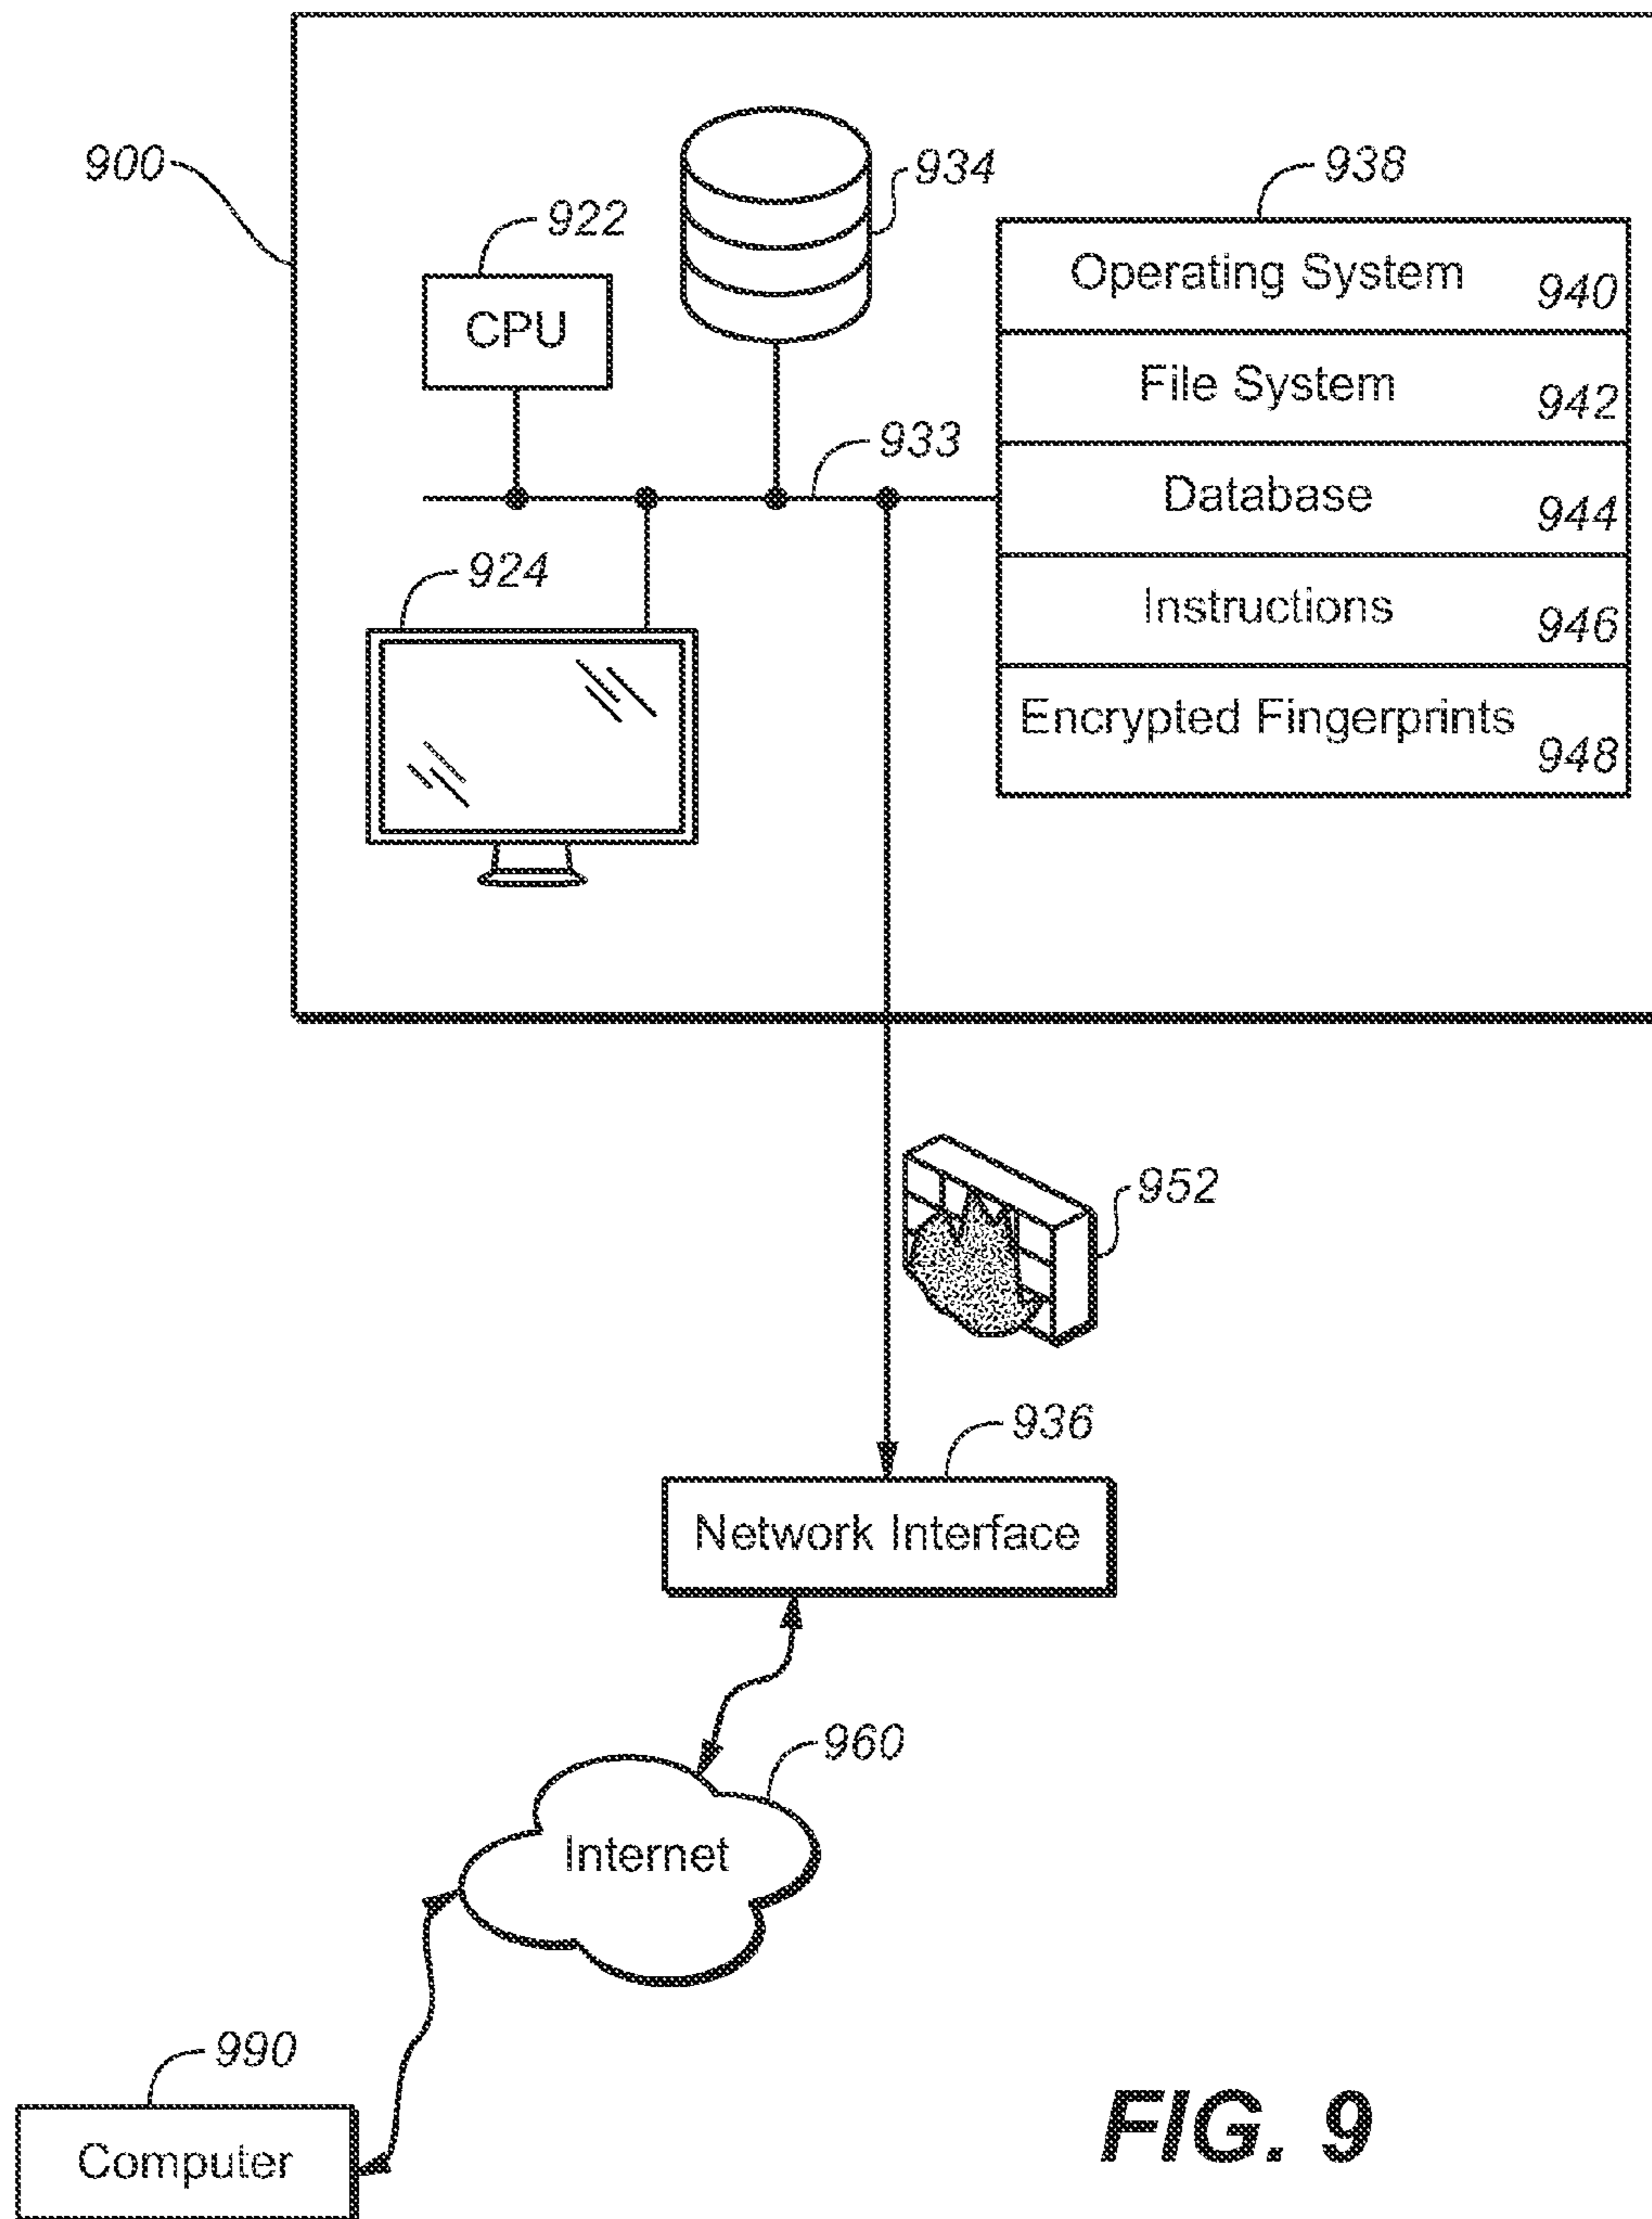 900
922
934
938
CPU
Operating System 940
File System 942
933
Database 944
924
Instructions 946
Encrypted Fingerprints 948
952
936
Network Interface
960
Internet
990
Computer
FIG. 9